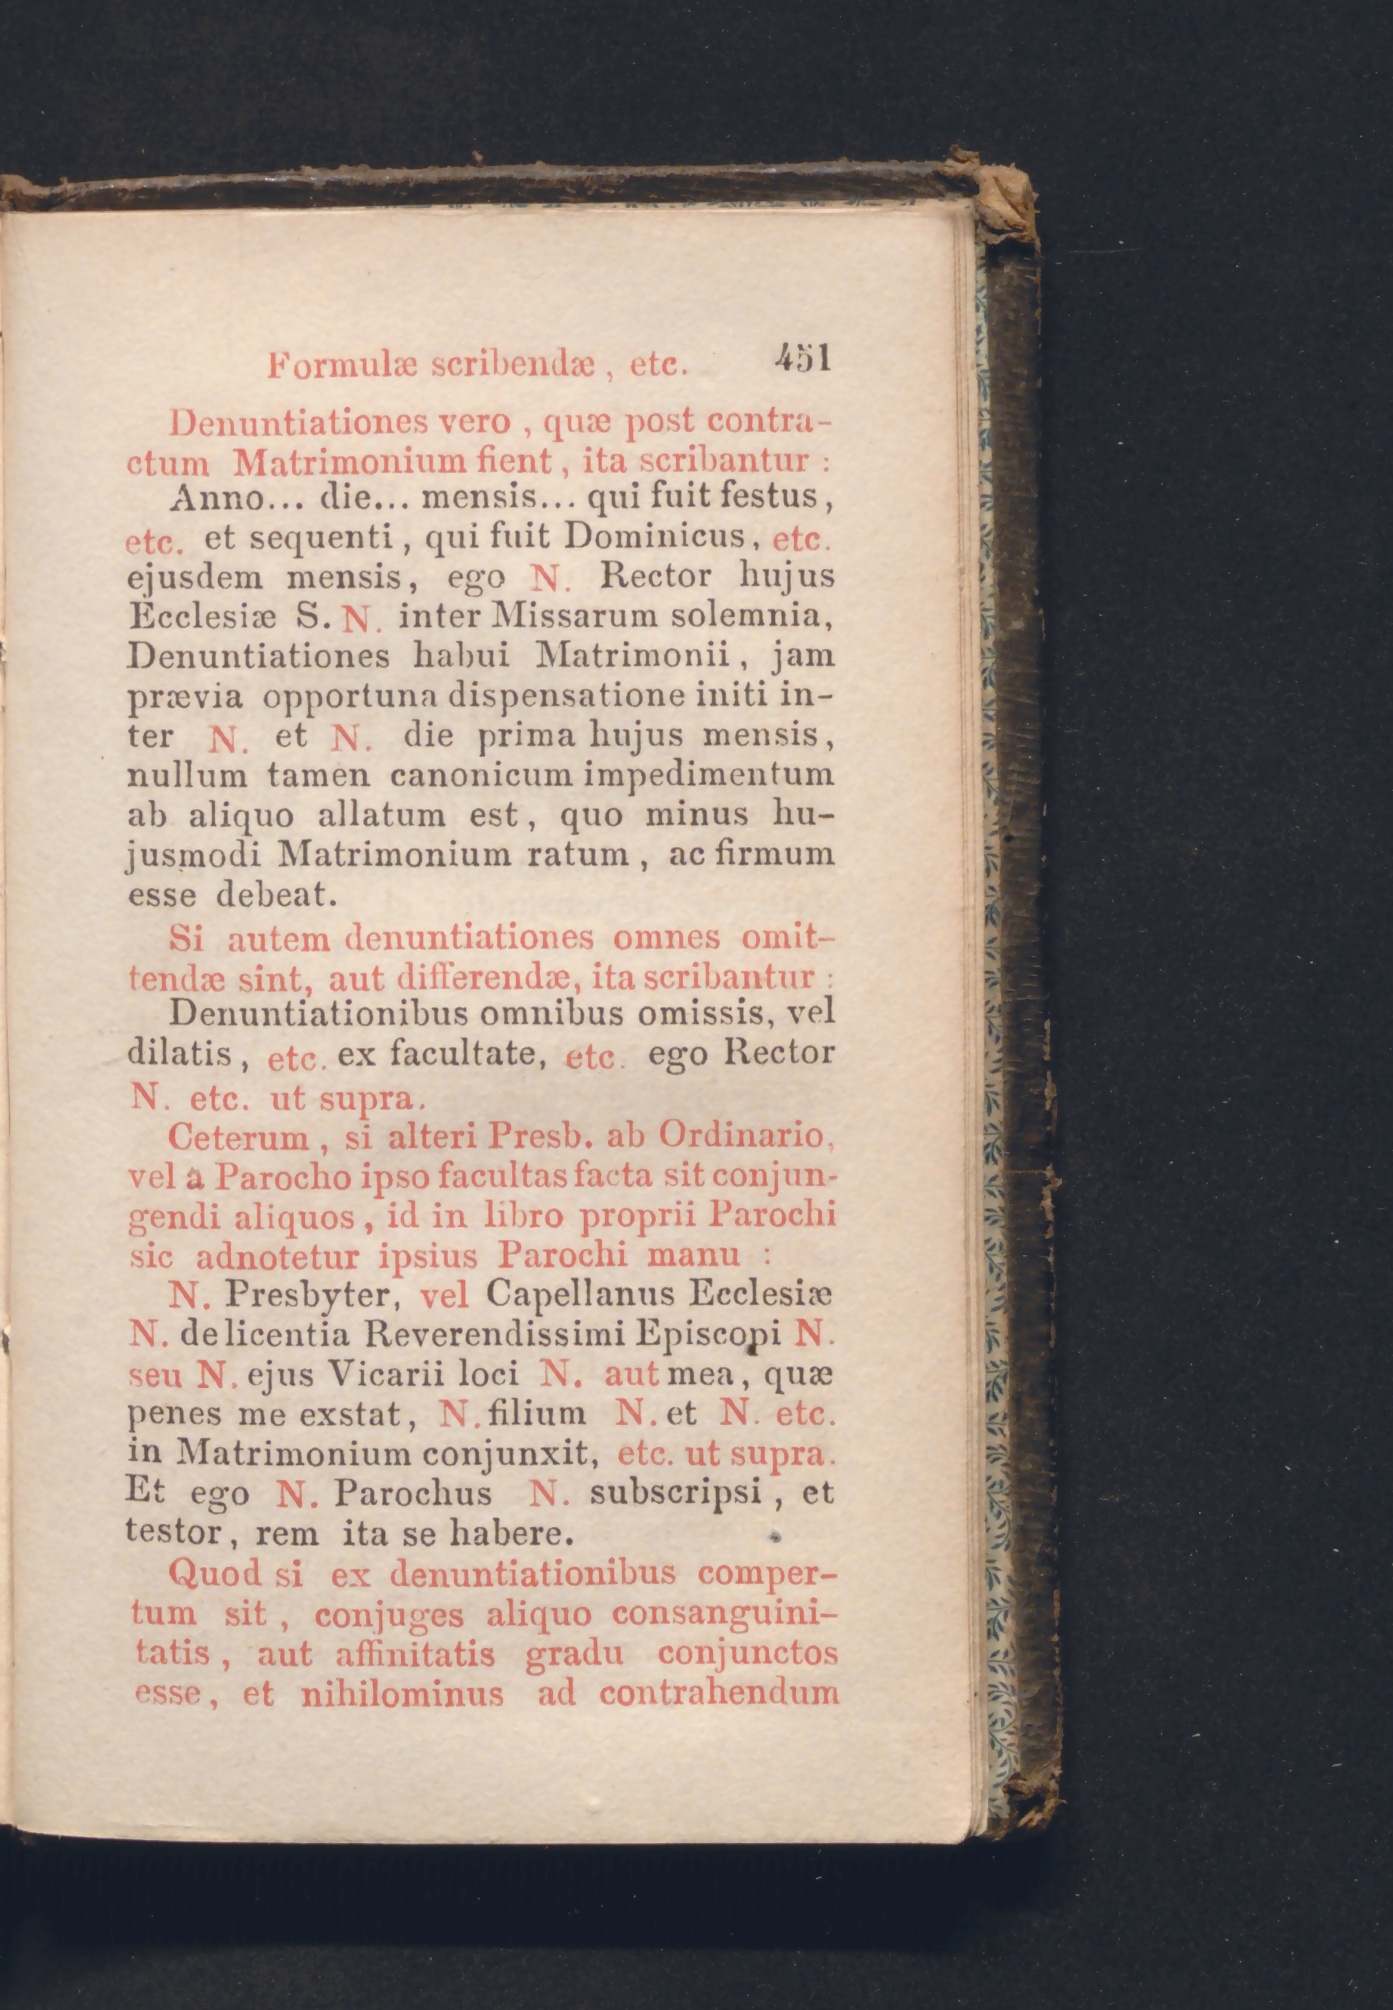 Formulæ scribendæ, etc. 451
Denuntiationes vero, quæ post contra-
ctum Matrimonium fient, ita scribantur :
Anno... die... mensis... qui fuit festus,
etc. et sequenti, qui fuit Dominicus, etc.
ejusdem mensis, ego N. Rector hujus
Ecclesiæ S. N. inter Missarum solemnia,
Denuntiationes habui Matrimonii, jam
prævia opportuna dispensatione initi in-
ter N. et N. die prima hujus mensis,
nullum tamen canonicum impedimentum
ab aliquo allatum est, quo minus hu-
jusmodi Matrimonium ratum, ac firmum
esse debeat.
Si autem denuntiationes omnes omit-
tendæ sint, aut differendæ, ita scribantur :
Denuntiationibus omnibus omissis, vel
dilatis, etc. ex facultate, etc. ego Rector
N. etc. ut supra.
Ceterum, si alteri Presb. ab Ordinario,
vel a Parocho ipso facultas facta sit conjun-
gendi aliquos, id in libro proprii Parochi
sic adnotetur ipsius Parochi manu :
N. Presbyter, vel Capellanus Ecclesiæ
N. de licentia Reverendissimi Episcopi N.
seu N. ejus Vicarii loci N. aut mea, quæ
penes me exstat, N. filium N. et N. etc.
in Matrimonium conjunxit, etc. ut supra.
Et ego N. Parochus N. subscripsi, et
testor, rem ita se habere.
Quod si ex denuntiationibus comper-
tum sit, conjuges aliquo consanguini-
tatis, aut affinitatis gradu conjunctos
esse, et nihilominus ad contrahendum